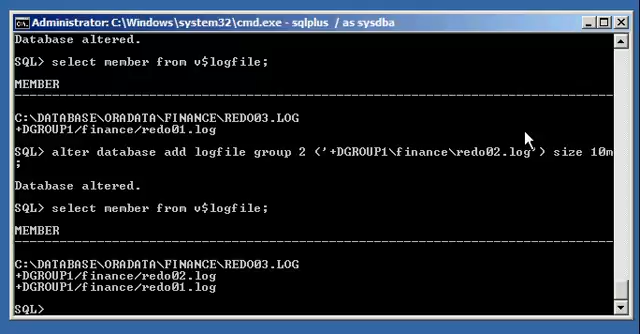 Administrator: C:\Windows\system32\cmd.exe - sqlplus / as sysdba
Database altered.
SQL> select member from v$logfile;
MEMBER
--------------------------------------------------------------------------------
C:\DATABASE\ORADATA\FINANCE\REDO03.LOG
+DGROUP1/finance/redo01.log
SQL> alter database add logfile group 2 ('+DGROUP1\finance\redo02.log') size 10m
;
Database altered.
SQL> select member from v$logfile;
MEMBER
--------------------------------------------------------------------------------
C:\DATABASE\ORADATA\FINANCE\REDO03.LOG
+DGROUP1/finance/redo02.log
+DGROUP1/finance/redo01.log
SQL>